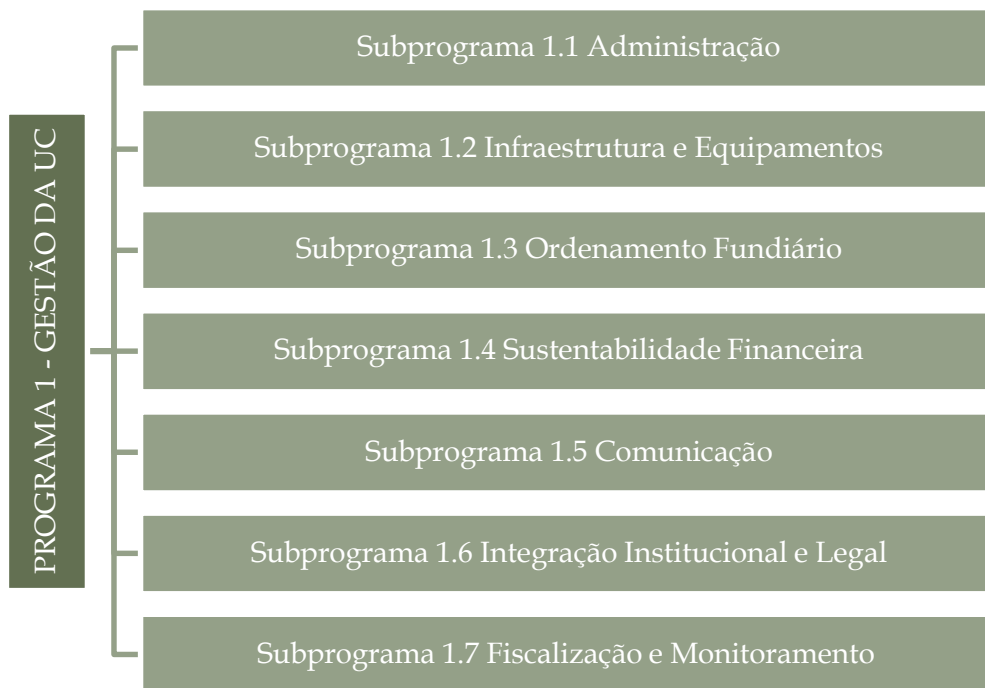 PROGRAMA 1 - GESTÃO DA UC
Subprograma 1.1 Administração
Subprograma 1.2 Infraestrutura e Equipamentos
Subprograma 1.3 Ordenamento Fundiário
Subprograma 1.4 Sustentabilidade Financeira
Subprograma 1.5 Comunicação
Subprograma 1.6 Integração Institucional e Legal
Subprograma 1.7 Fiscalização e Monitoramento